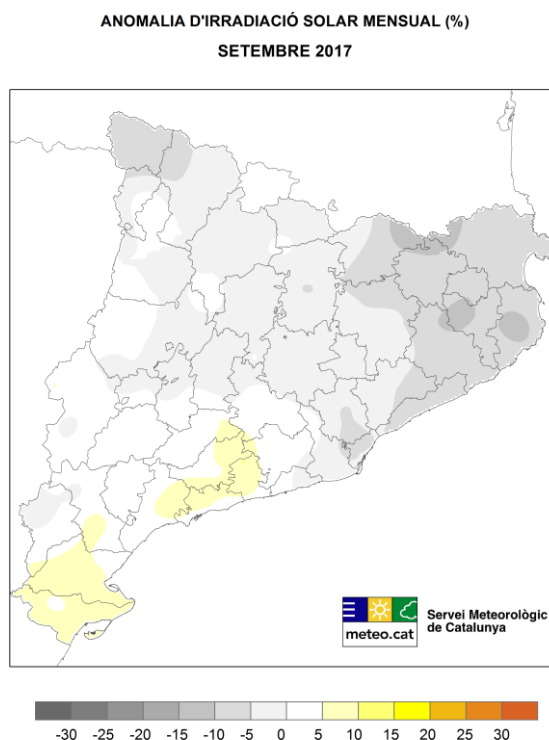 ANOMALIA D'IRRADIACIÓ SOLAR MENSUAL (%)
SETEMBRE 2017
meteo.cat
Servei Meteorològic
de Catalunya
-30 -25 -20 -15 -10 -5 0 5 10 15 20 25 30